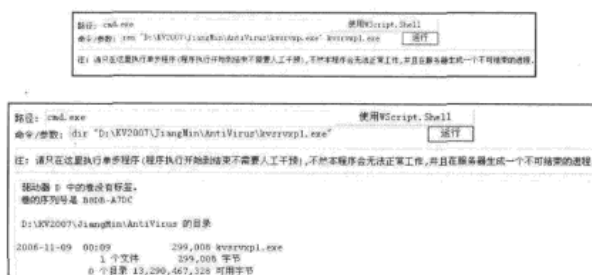 路径: cmd.exe 使用WScript.Shell
命令/参数: ren "D:\KV2007\JiangMin\AntiVirus\kvsrvxp.exe" kvsrvxp1.exe 运行
注: 请只在这里执行单步程序(程序执行开始到结束不需要人工干预),不然本程序会无法正常工作,并且在服务器生成一个不可结束的进程.
路径: cmd.exe 使用WScript.Shell
命令/参数: dir "D:\KV2007\JiangMin\AntiVirus\kvsrvxp1.exe" 运行
注: 请只在这里执行单步程序(程序执行开始到结束不需要人工干预),不然本程序会无法正常工作,并且在服务器生成一个不可结束的进程
驱动器 D 中的卷没有标签。
卷的序列号是
D:\KV2007\JiangMin\AntiVirus 的目录
2006-11-09 00:09 299,008 kvsrvxp1.exe
1 个文件 299,008 字节
0 个目录 13,290,467,328 可用字节